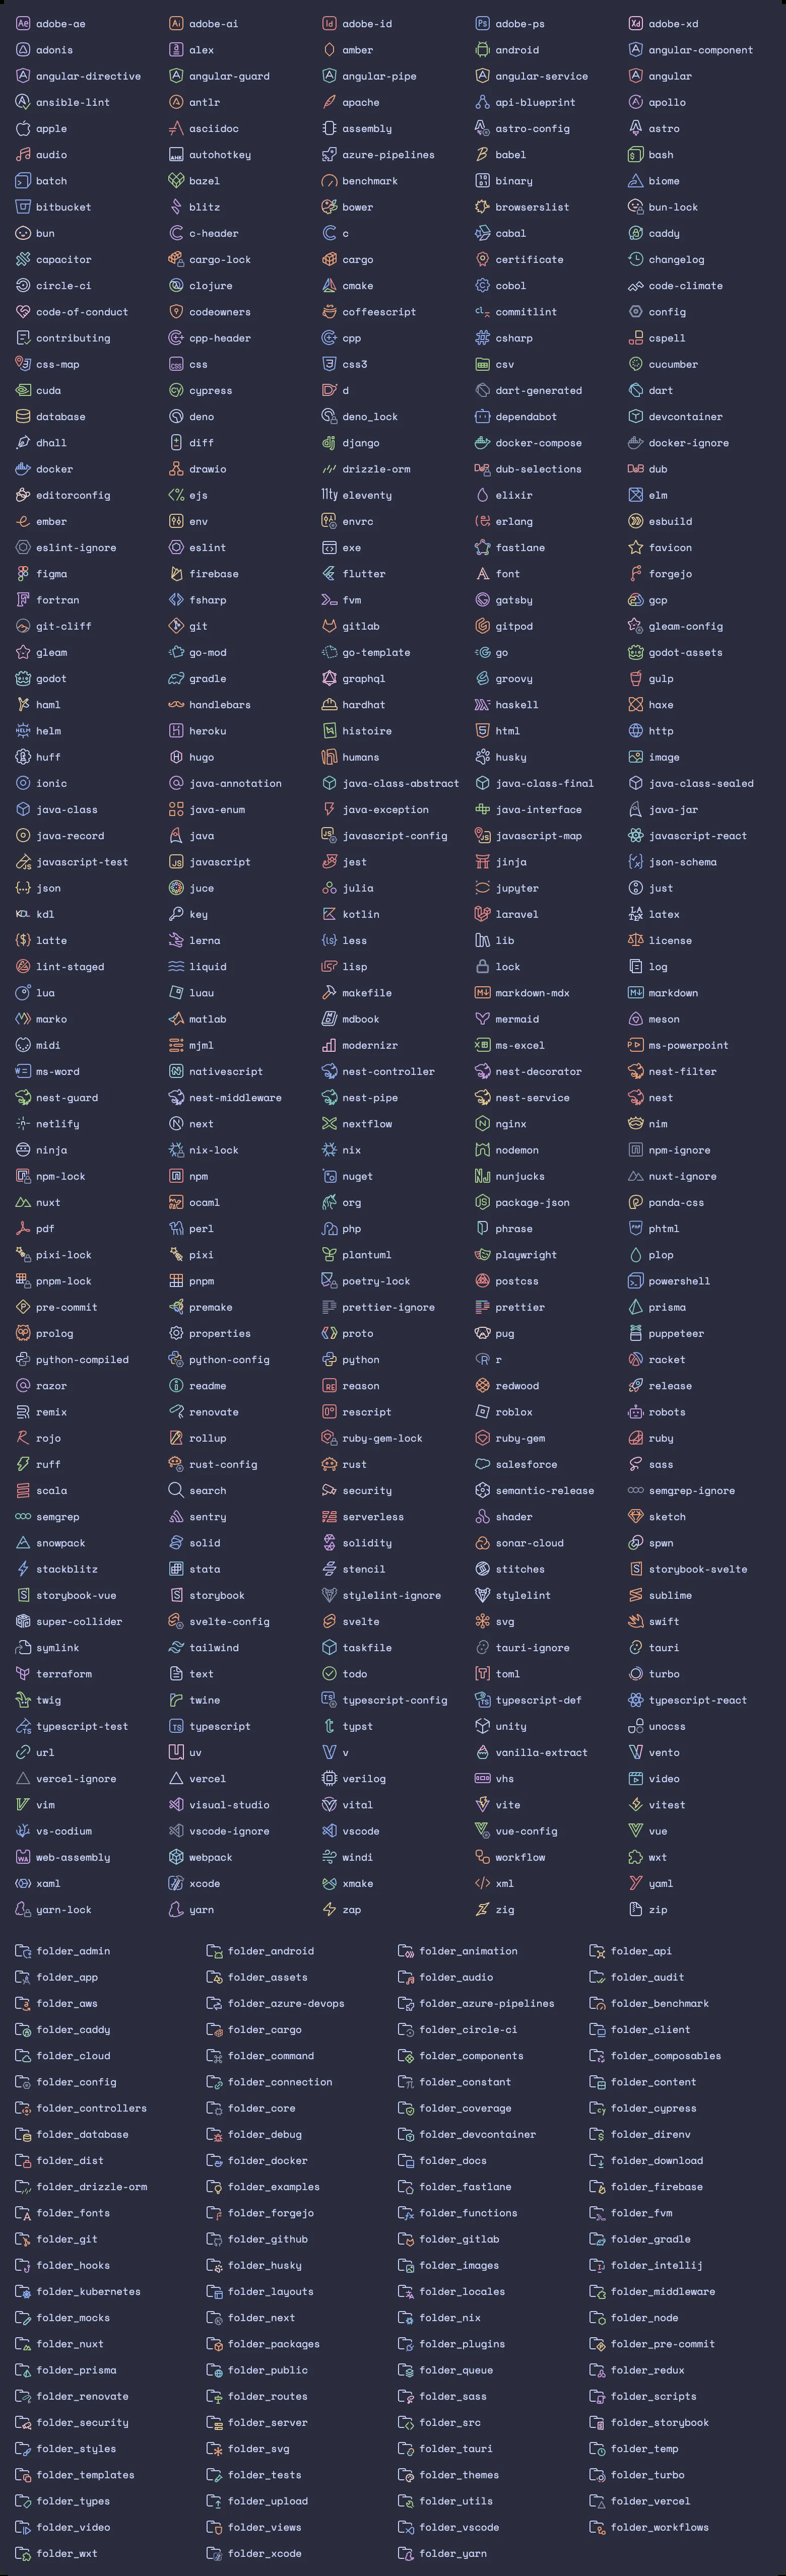 adobe-ae adobe-ai adobe-id adobe-ps adobe-xd
adonis alex amber android angular-component
angular-directive angular-guard angular-pipe angular-service angular
ansible-lint antlr apache api-blueprint apollo
apple asciidoc assembly astro-config astro
audio autohotkey azure-pipelines babel bash
batch bazel benchmark binary biome
bitbucket blitz bower browserslist bun-lock
bun c-header c cabal caddy
capacitor cargo-lock cargo certificate changelog
circle-ci clojure cmake cobol code-climate
code-of-conduct codeowners coffeescript commitlint config
contributing cpp-header cpp csharp cspell
css-map css css3 csv cucumber
cuda cypress d dart-generated dart
database deno deno_lock dependabot devcontainer
dhall diff django docker-compose docker-ignore
docker drawio drizzle-orm dub-selections dub
editorconfig ejs eleventy elixir elm
ember env envrc erlang esbuild
eslint-ignore eslint exe fastlane favicon
figma firebase flutter font forgejo
fortran fsharp fvm gatsby gcp
git-cliff git gitlab gitpod gleam-config
gleam go-mod go-template go godot-assets
godot gradle graphql groovy gulp
haml handlebars hardhat haskell haxe
helm heroku histoire html http
huff hugo humans husky image
ionic java-annotation java-class-abstract java-class-final java-class-sealed
java-class java-enum java-exception java-interface java-jar
java-record java javascript-config javascript-map javascript-react
javascript-test javascript jest jinja json-schema
json juce julia jupyter just
kdl key kotlin laravel latex
latte lerna less lib license
lint-staged liquid lisp lock log
lua luau makefile markdown-mdx markdown
marko matlab mdbook mermaid meson
midi mjml modernizr ms-excel ms-powerpoint
ms-word nativescript nest-controller nest-decorator nest-filter
nest-guard nest-middleware nest-pipe nest-service nest
netlify next nextflow nginx nim
ninja nix-lock nix nodemon npm-ignore
npm-lock npm nuget nunjucks nuxt-ignore
nuxt ocaml org package-json panda-css
pdf perl php phrase phtml
pixi-lock pixi plantuml playwright plop
pnpm-lock pnpm poetry-lock postcss powershell
pre-commit premake prettier-ignore prettier prisma
prolog properties proto pug puppeteer
python-compiled python-config python r racket
razor readme reason redwood release
remix renovate rescript roblox robots
rojo rollup ruby-gem-lock ruby-gem ruby
ruff rust-config rust salesforce sass
scala search security semantic-release semgrep-ignore
semgrep sentry serverless shader sketch
snowpack solid solidity sonar-cloud spwn
stackblitz stata stencil stitches storybook-svelte
storybook-vue storybook stylelint-ignore stylelint sublime
super-collider svelte-config svelte svg swift
symlink tailwind taskfile tauri-ignore tauri
terraform text todo toml turbo
twig twine typescript-config typescript-def typescript-react
typescript-test typescript typst unity unocss
url uv v vanilla-extract vento
vercel-ignore vercel verilog vhs video
vim visual-studio vital vite vitest
vs-codium vscode-ignore vscode vue-config vue
web-assembly webpack windi workflow wxt
xaml xcode xmake xml yaml
yarn-lock yarn zap zig zip
folder_admin folder_android folder_animation folder_api
folder_app folder_assets folder_audio folder_audit
folder_aws folder_azure-devops folder_azure-pipelines folder_benchmark
folder_caddy folder_cargo folder_circle-ci folder_client
folder_cloud folder_command folder_components folder_composables
folder_config folder_connection folder_constant folder_content
folder_controllers folder_core folder_coverage folder_cypress
folder_database folder_debug folder_devcontainer folder_direnv
folder_dist folder_docker folder_docs folder_download
folder_drizzle-orm folder_examples folder_fastlane folder_firebase
folder_fonts folder_forgejo folder_functions folder_fvm
folder_git folder_github folder_gitlab folder_gradle
folder_hooks folder_husky folder_images folder_intellij
folder_kubernetes folder_layouts folder_locales folder_middleware
folder_mocks folder_next folder_nix folder_node
folder_nuxt folder_packages folder_plugins folder_pre-commit
folder_prisma folder_public folder_queue folder_redux
folder_renovate folder_routes folder_sass folder_scripts
folder_security folder_server folder_src folder_storybook
folder_styles folder_svg folder_tauri folder_temp
folder_templates folder_tests folder_themes folder_turbo
folder_types folder_upload folder_utils folder_vercel
folder_video folder_views folder_vscode folder_workflows
folder_wxt folder_xcode folder_yarn